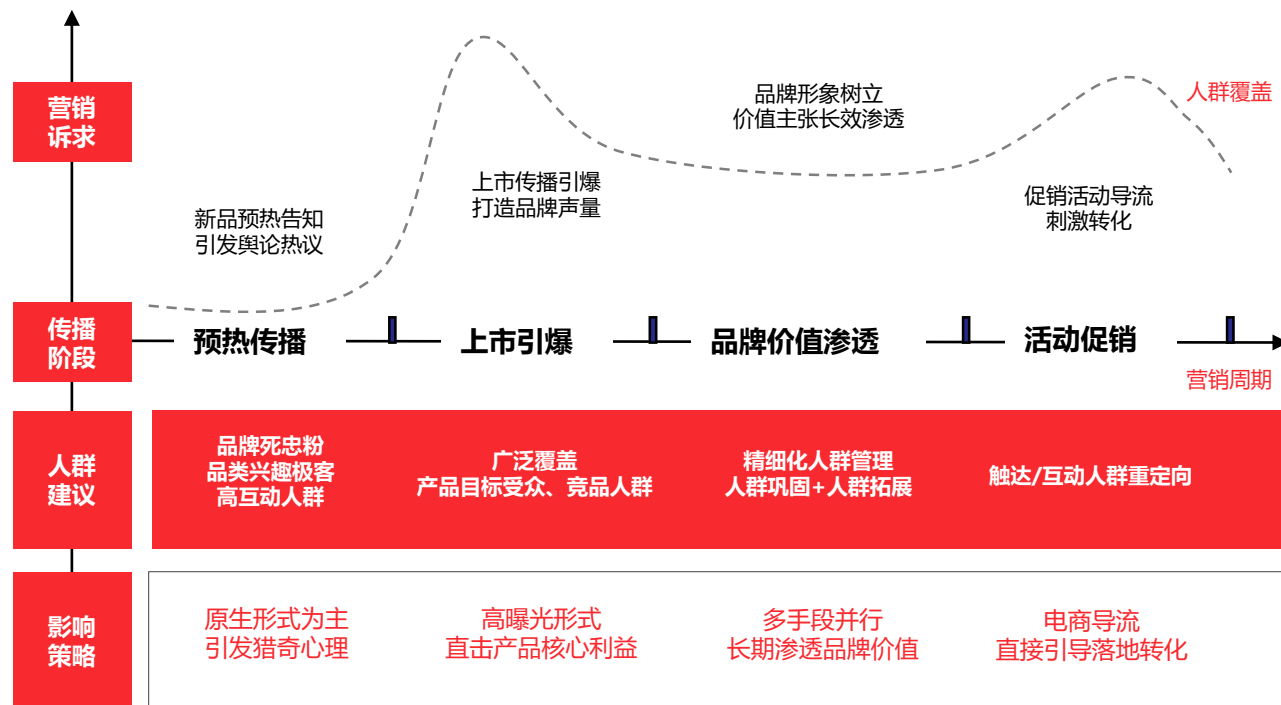 营销
诉求
新品预热告知
引发舆论热议
上市传播引爆
打造品牌声量
品牌形象树立
价值主张长效渗透
促销活动导流
刺激转化
人群覆盖
传播
阶段
预热传播
上市引爆
品牌价值渗透
活动促销
营销周期
人群
建议
品牌死忠粉
品类兴趣极客
高互动人群
广泛覆盖
产品目标受众、竞品人群
精细化人群管理
人群巩固+人群拓展
触达/互动人群重定向
影响
策略
原生形式为主
引发猎奇心理
高曝光形式
直击产品核心利益
多手段并行
长期渗透品牌价值
电商导流
直接引导落地转化